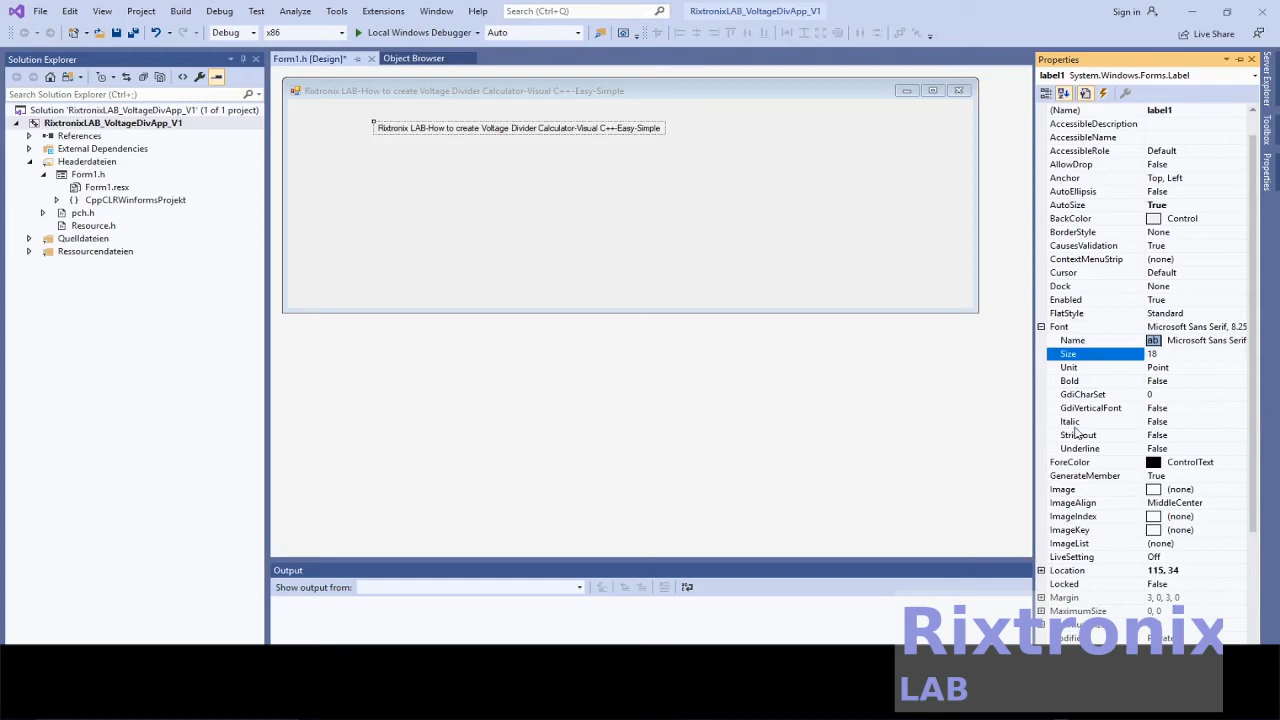 File Edit View Project Build Debug Test Analyze Tools Extensions Window Help Search (Ctrl+Q) RixtronixLAB_VoltageDivApp_V1 Sign in
Debug x86 Local Windows Debugger Auto Live Share
Solution Explorer
Search Solution Explorer (Ctrl+;)
Solution 'RixtronixLAB_VoltageDivApp_V1' (1 of 1 project)
RixtronixLAB_VoltageDivApp_V1
References
External Dependencies
Headerdateien
Form1.h
Form1.resx
CppCLRWinformsProjekt
pch.h
Resource.h
Quelldateien
Ressourcendateien
Form1.h [Design]* Object Browser
Rixtronix LAB-How to create Voltage Divider Calculator-Visual C++-Easy-Simple
Rixtronix LAB-How to create Voltage Divider Calculator-Visual C++-Easy-Simple
Output
Show output from:
Properties
label1 System.Windows.Forms.Label
(Name) label1
AccessibleDescription
AccessibleName
AccessibleRole Default
AllowDrop False
Anchor Top, Left
AutoEllipsis False
AutoSize True
BackColor Control
BorderStyle None
CausesValidation True
ContextMenuStrip (none)
Cursor Default
Dock None
Enabled True
FlatStyle Standard
Font Microsoft Sans Serif, 8.25
Name ab Microsoft Sans Serif
Size 18
Unit Point
Bold False
GdiCharSet 0
GdiVerticalFont False
Italic False
Strikeout False
Underline False
ForeColor ControlText
GenerateMember True
Image (none)
ImageAlign MiddleCenter
ImageIndex (none)
ImageKey (none)
ImageList (none)
LiveSetting Off
Location 115, 34
Locked False
Margin 3, 0, 3, 0
MaximumSize 0, 0
Server Explorer
Toolbox
Properties
Rixtronix
LAB